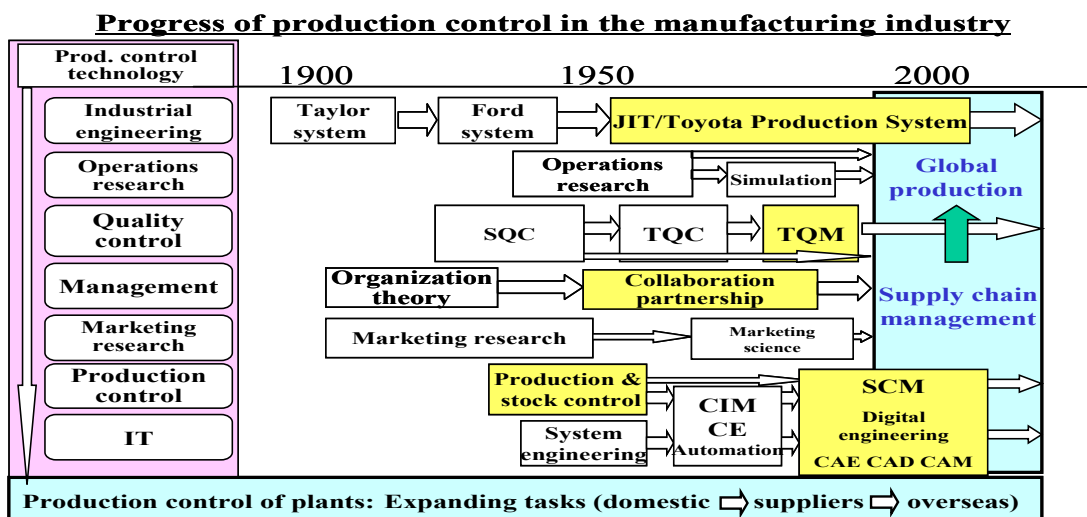 Progress of production control in the manufacturing industry
Prod. control
technology
1900
1950
2000
Industrial
engineering
Taylor
system
Ford
system
JIT/Toyota Production System
Operations
research
Operations
research
Simulation
Global
production
Quality
control
SQC
TQC
TQM
Management
Organization
theory
Collaboration
partnership
Supply chain
management
Marketing
research
Marketing research
Marketing
science
Production
control
Production &
stock control
SCM
IT
System
engineering
CIM
CE
Automation
Digital
engineering
CAE CAD CAM
Production control of plants: Expanding tasks (domestic suppliers overseas)